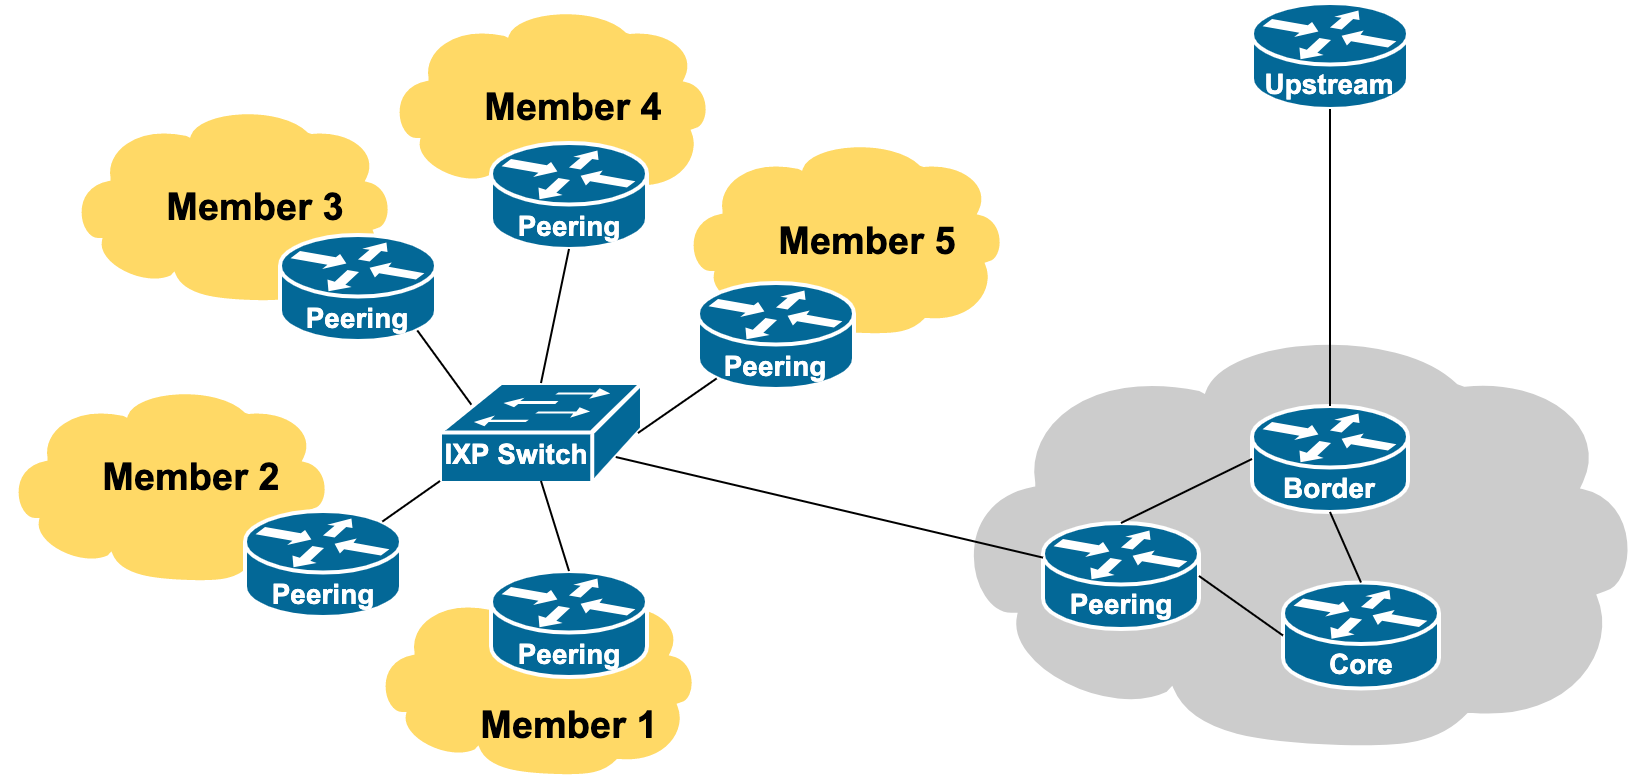 Upstream
Member 4
Peering
Member 3
Peering
Member 5
Peering
IXP Switch
Member 2
Peering
Peering
Member 1
Border
Peering
Core